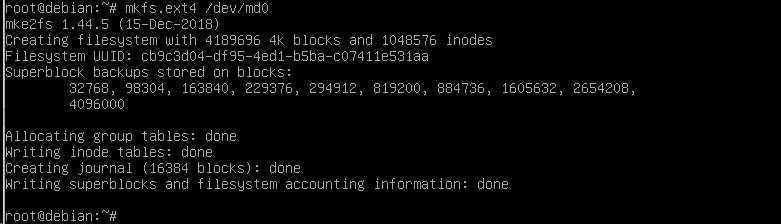 root@debian:~# mkfs.ext4 /dev/md0
mke2fs 1.44.5 (15-Dec-2018)
Creating filesystem with 4189696 4k blocks and 1048576 inodes
Filesystem UUID: cb9c3d04-df95-4ed1-b5ba-c07411e531aa
Superblock backups stored on blocks:
        32768, 98304, 163840, 229376, 294912, 819200, 884736, 1605632, 2654208,
        4096000

Allocating group tables: done
Writing inode tables: done
Creating journal (16384 blocks): done
Writing superblocks and filesystem accounting information: done

root@debian:~#